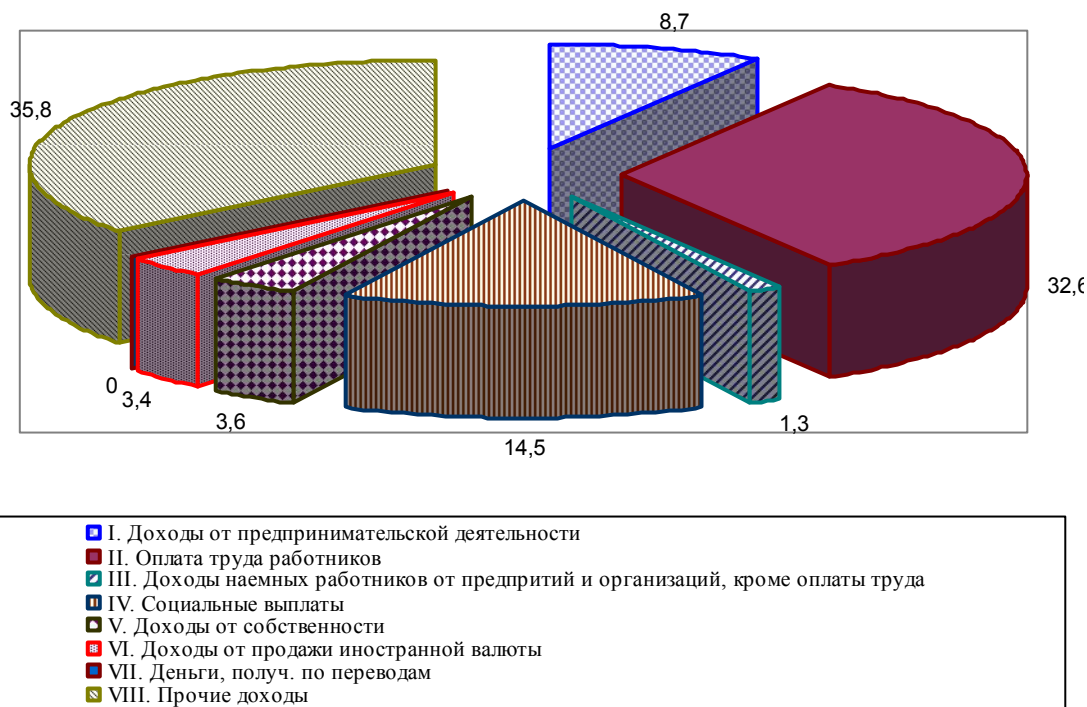 8,7
35,8
32,6
0
3,4
3,6
1,3
14,5
I. Доходы от предпринимательской деятельности
II. Оплата труда работников
III. Доходы наемных работников от предпритий и организаций, кроме оплаты труда
IV. Социальные выплаты
V. Доходы от собственности
VI. Доходы от продажи иностранной валюты
VII. Деньги, получ. по переводам
VIII. Прочие доходы